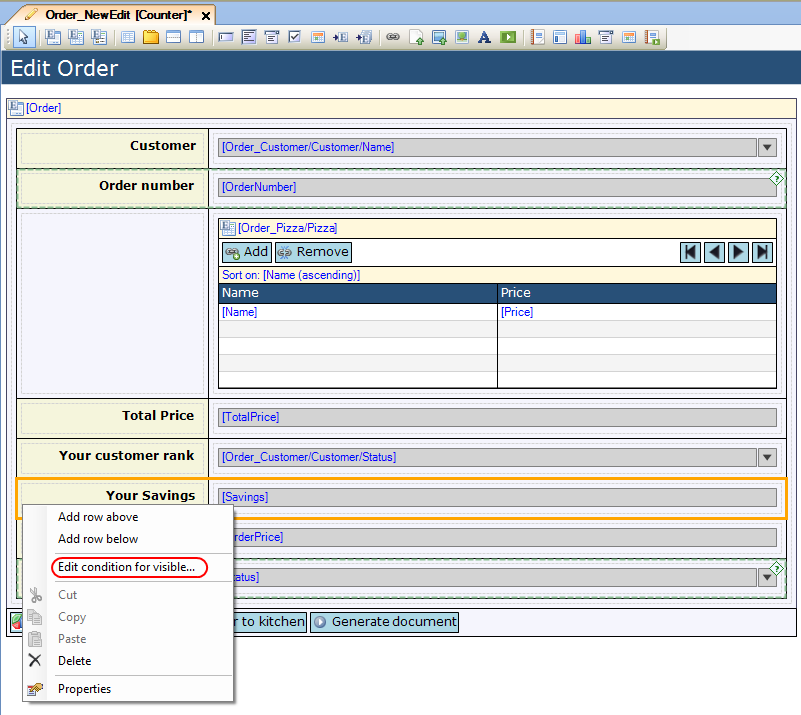 Order_NewEdit [Counter]*
Edit Order
[Order]
Customer [Order_Customer/Customer/Name]
Order number [OrderNumber]
[Order_Pizza/Pizza]
Add Remove
Sort on: [Name (ascending)]
Name Price
[Name] [Price]
Total Price [TotalPrice]
Your customer rank [Order_Customer/Customer/Status]
Your Savings [Savings]
Add row above
Add row below
Edit condition for visible...
Cut
Copy
Paste
Delete
Properties
rderPrice]
atus]
to kitchen Generate document